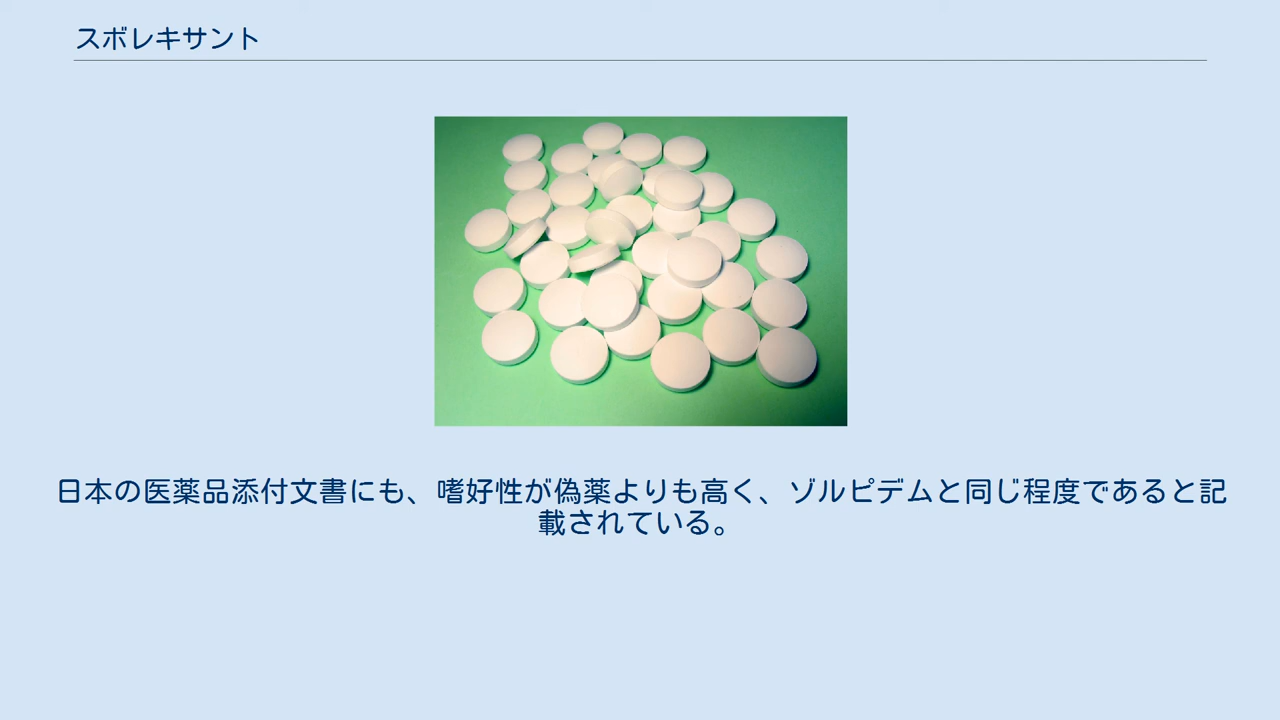 スボレキサント
日本の医薬品添付文書にも、嗜好性が偽薬よりも高く、ゾルピデムと同じ程度であると記
載されている。